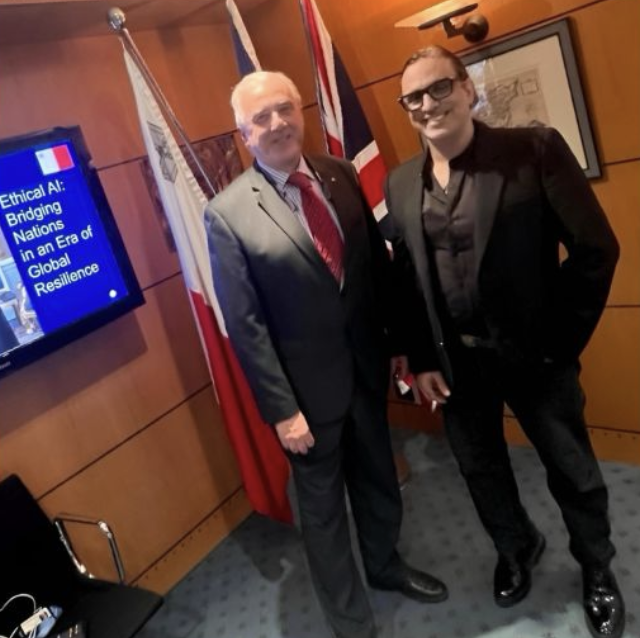 Ethical AI:
Bridging
Nations
in an Era of
Global
Resilience